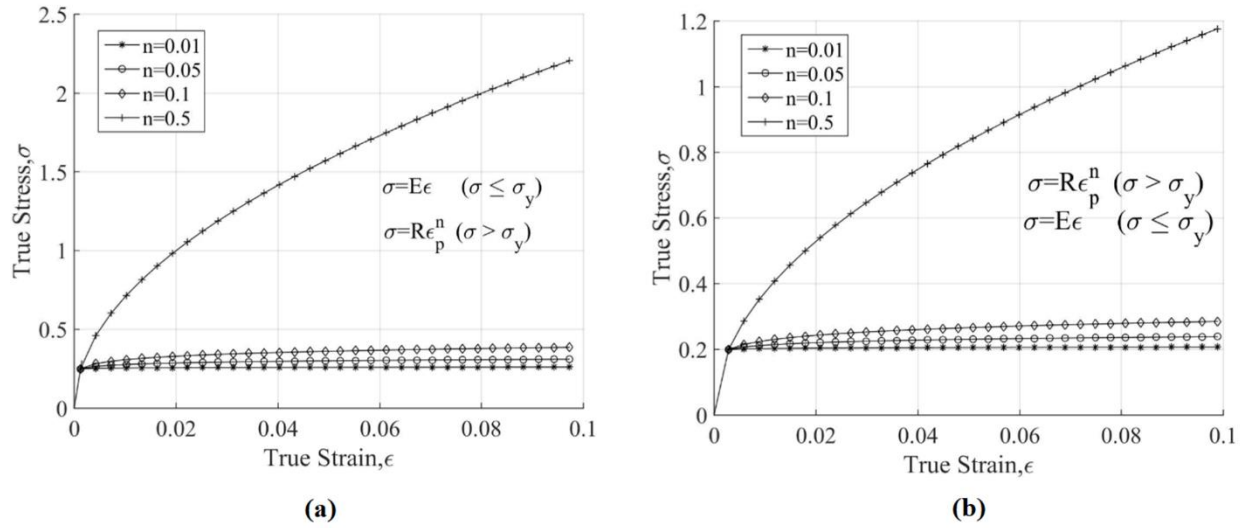 2.5
2
1.5
1
0.5
0
n=0.01
n=0.05
n=0.1
n=0.5
σ=Eϵ (σ ≤ σy)
σ=Rϵpn (σ > σy)
True Stress,σ
0 0.02 0.04 0.06 0.08 0.1
True Strain,ϵ
(a)
1.2
1
0.8
0.6
0.4
0.2
0
n=0.01
n=0.05
n=0.1
n=0.5
σ=Rϵpn (σ > σy)
σ=Eϵ (σ ≤ σy)
True Stress,σ
0 0.02 0.04 0.06 0.08 0.1
True Strain,ϵ
(b)